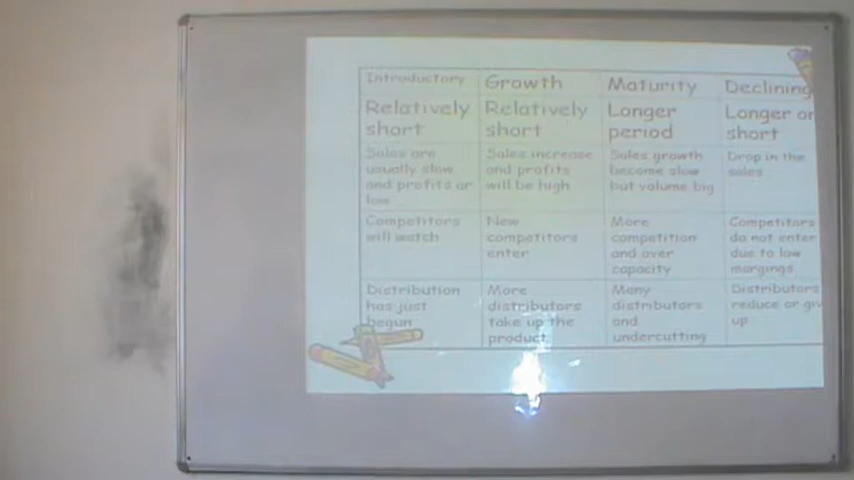 Introductory
Growth
Maturity
Declining
Relatively
short
Relatively
short
Longer
period
Longer or
short
Sales are
usually slow
and profits ar
low
Sales increase
and profits
will be high
Sales growth
become slow
but volume big
Drop in the
sales
Competitors
will watch
New
competitors
enter
More
competition
and over
capacity
Competitors
do not enter
due to low
margings
Distribution
has just
begun
More
distributors
take up the
product
Many
distributors
and
undercutting
Distributors
reduce or giv
up